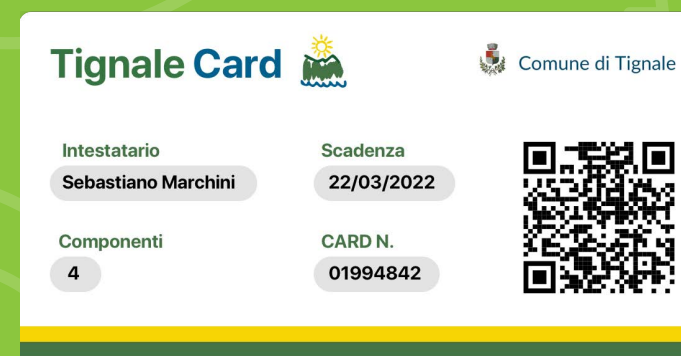 Tignale Card
Comune di Tignale
Intestatario
Sebastiano Marchini
Scadenza
22/03/2022
Componenti
4
CARD N.
01994842